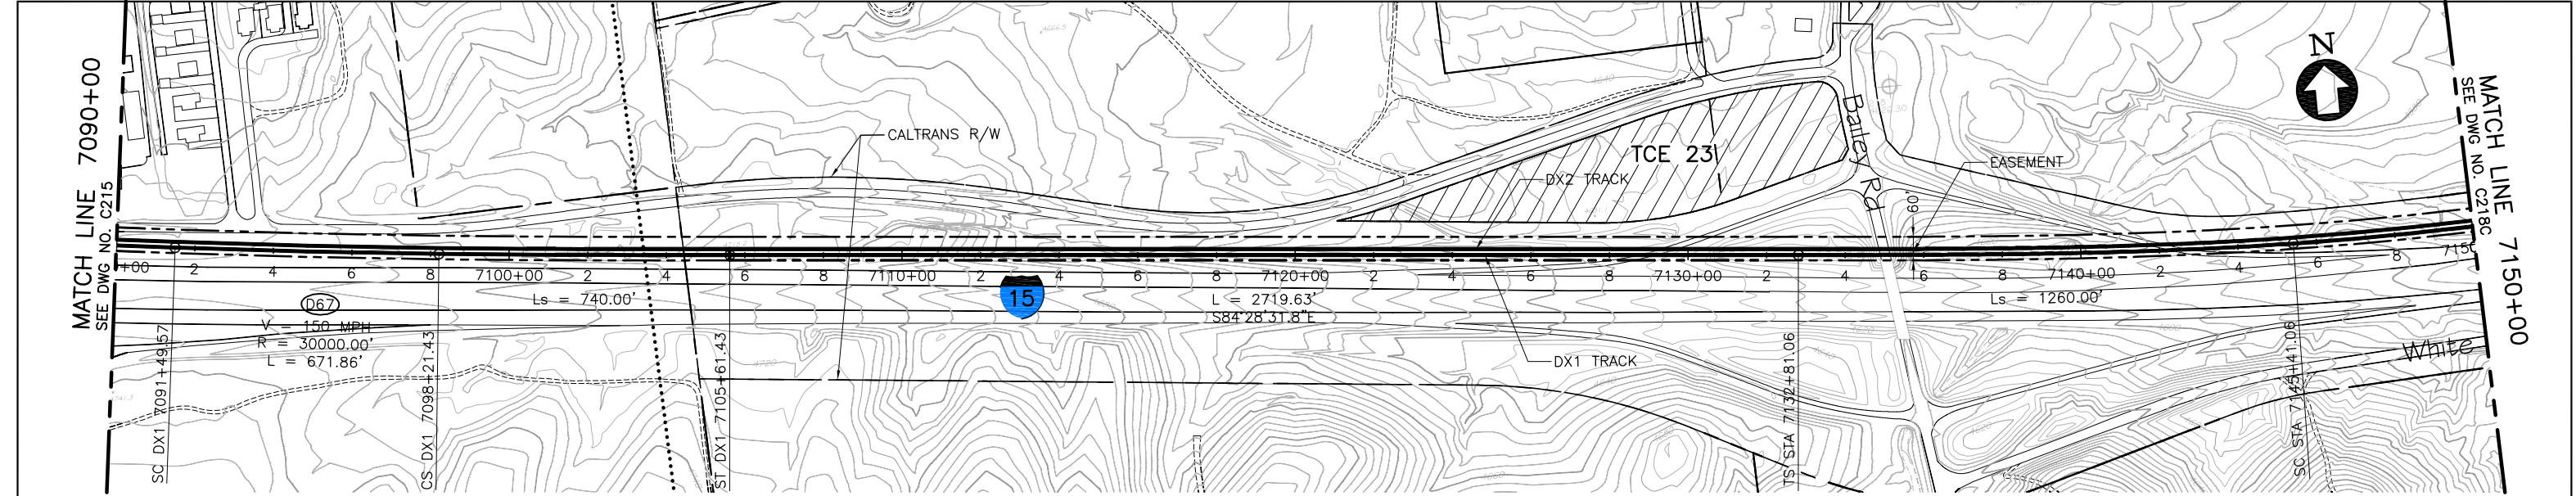 MATCH LINE 7090+00
SEE DWG NO. C215
CALTRANS R/W
TCE 23
DX2 TRACK
Bailey Rd
EASEMENT
60'
N
MATCH LINE 7150+00
SEE DWG NO. C218C
+00 2 4 6 8 7100+00 2 4 6 8 7110+00 2 4 6 8 7120+00 2 4 6 8 7130+00 2 4 6 8 7140+00 2 4 6 8 715
D67
V = 150 MPH
R = 30000.00'
L = 671.86'
Ls = 740.00'
15
L = 2719.63'
S84°28'31.8"E
Ls = 1260.00'
DX1 TRACK
White
SC DX1 7091+49.57
CS DX1 7098+21.43
ST DX1 7105+61.43
TS STA 7132+81.06
SC STA 7145+41.06